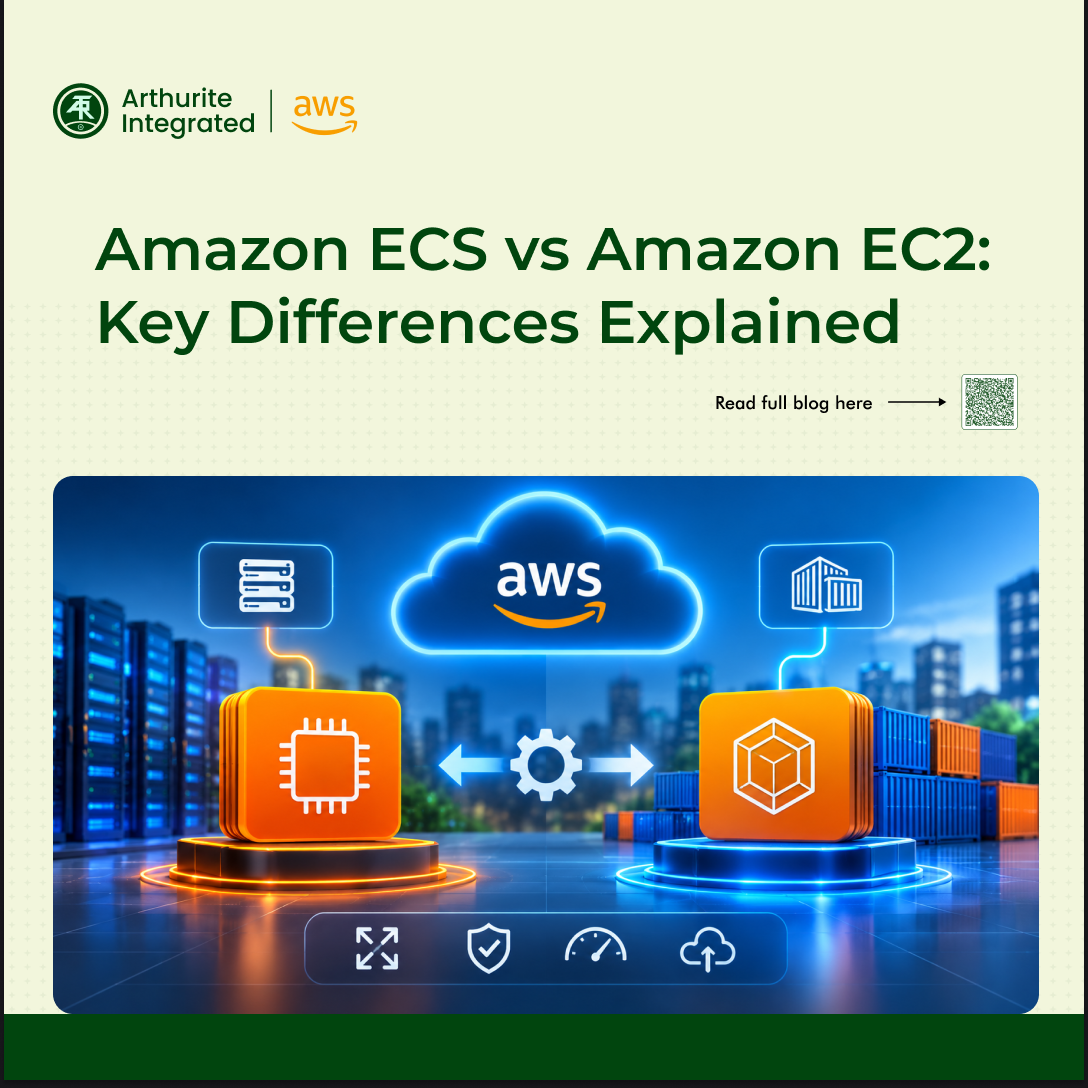 Arthurite
Integrated
aws
Amazon ECS vs Amazon EC2:
Key Differences Explained
Read full blog here
aws